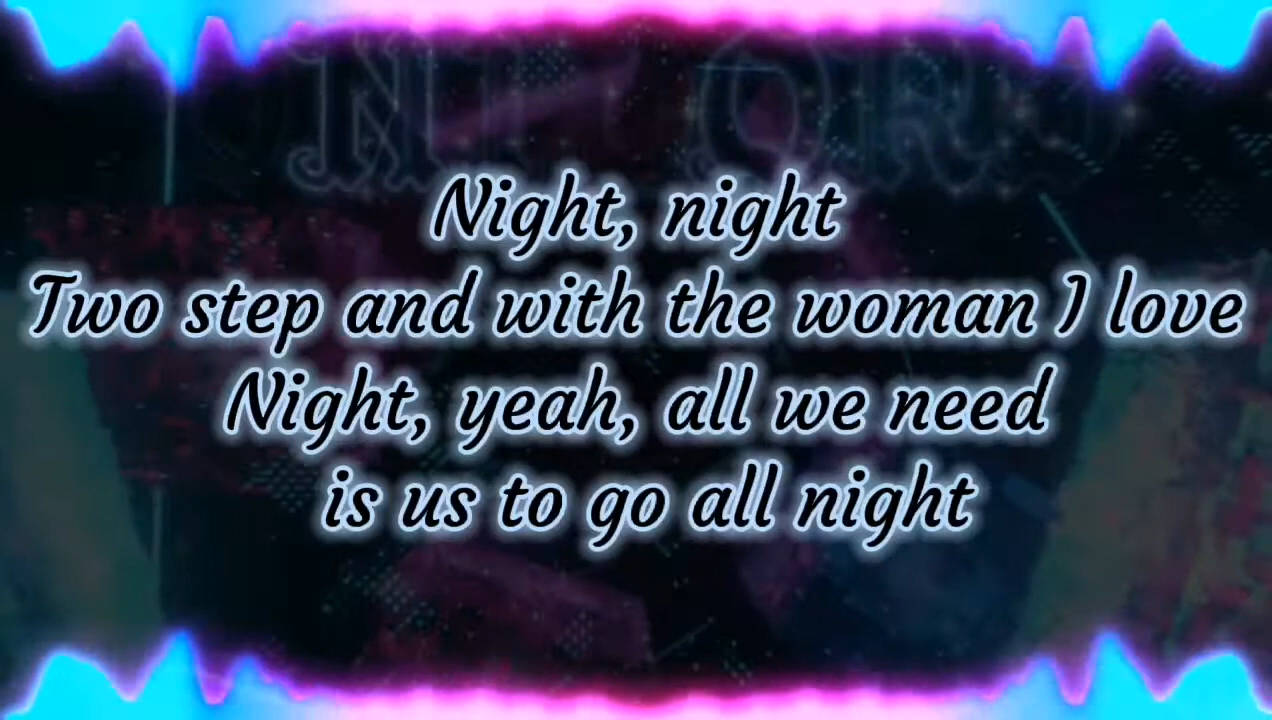 Night, night
Two step and with the woman I love
Night, yeah, all we need
is us to go all night